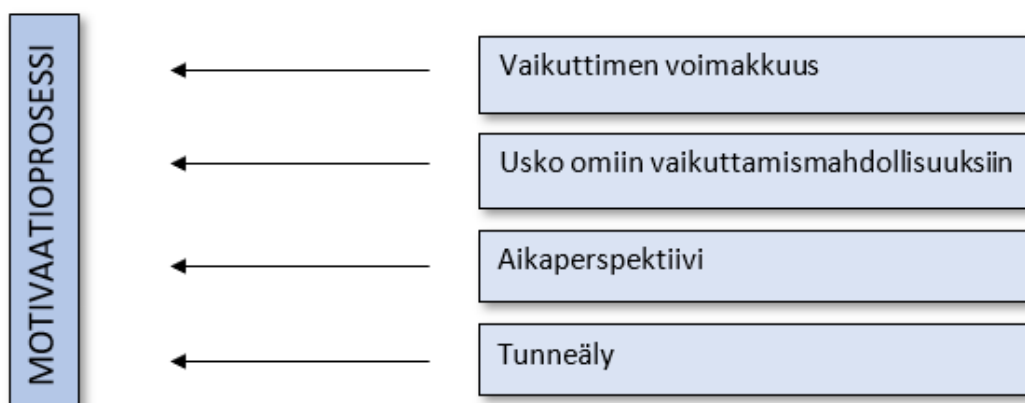 MOTIVAATIOPROSESSI
Vaikuttimen voimakkuus
Usko omiin vaikuttamismahdollisuuksiin
Aikaperspektiivi
Tunneäly